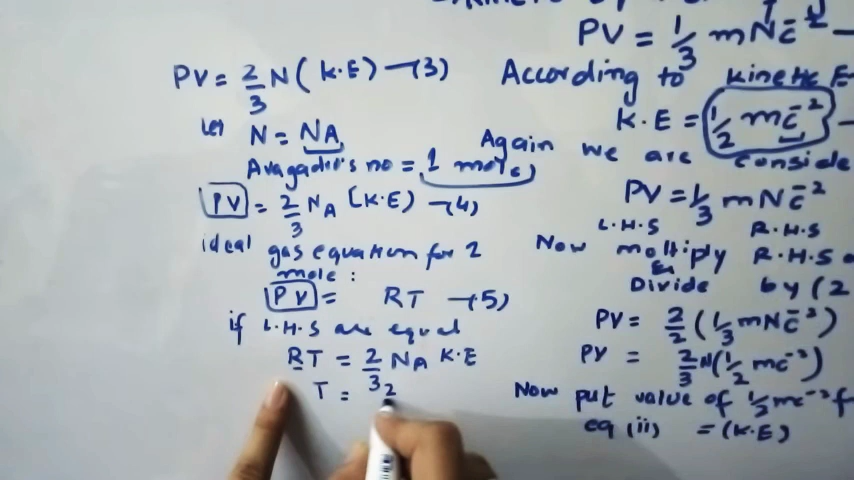 PV = 1/3 mNc̄²
According to kinetic E
K.E = 1/2 mc̄²
Again we are conside
PV = 1/3 mNc̄²
L.H.S R.H.S
Now moltiply R.H.S o
& Divide by (2
PV = 2/2 (1/3 mNc̄²)
PV = 2/3 N(1/2 mc̄²)
Now put value of 1/2 mc̄² f
eq (ii) = (K.E)
PV = 2/3 N (K.E) —(3)
let N = NA
Avagadro's no = 1 mole
PV = 2/3 NA (K.E) —(4)
ideal gas equation for 2
mole :
PV = RT —(5)
if L.H.S are equal
RT = 2/3 NA K.E
T = 2